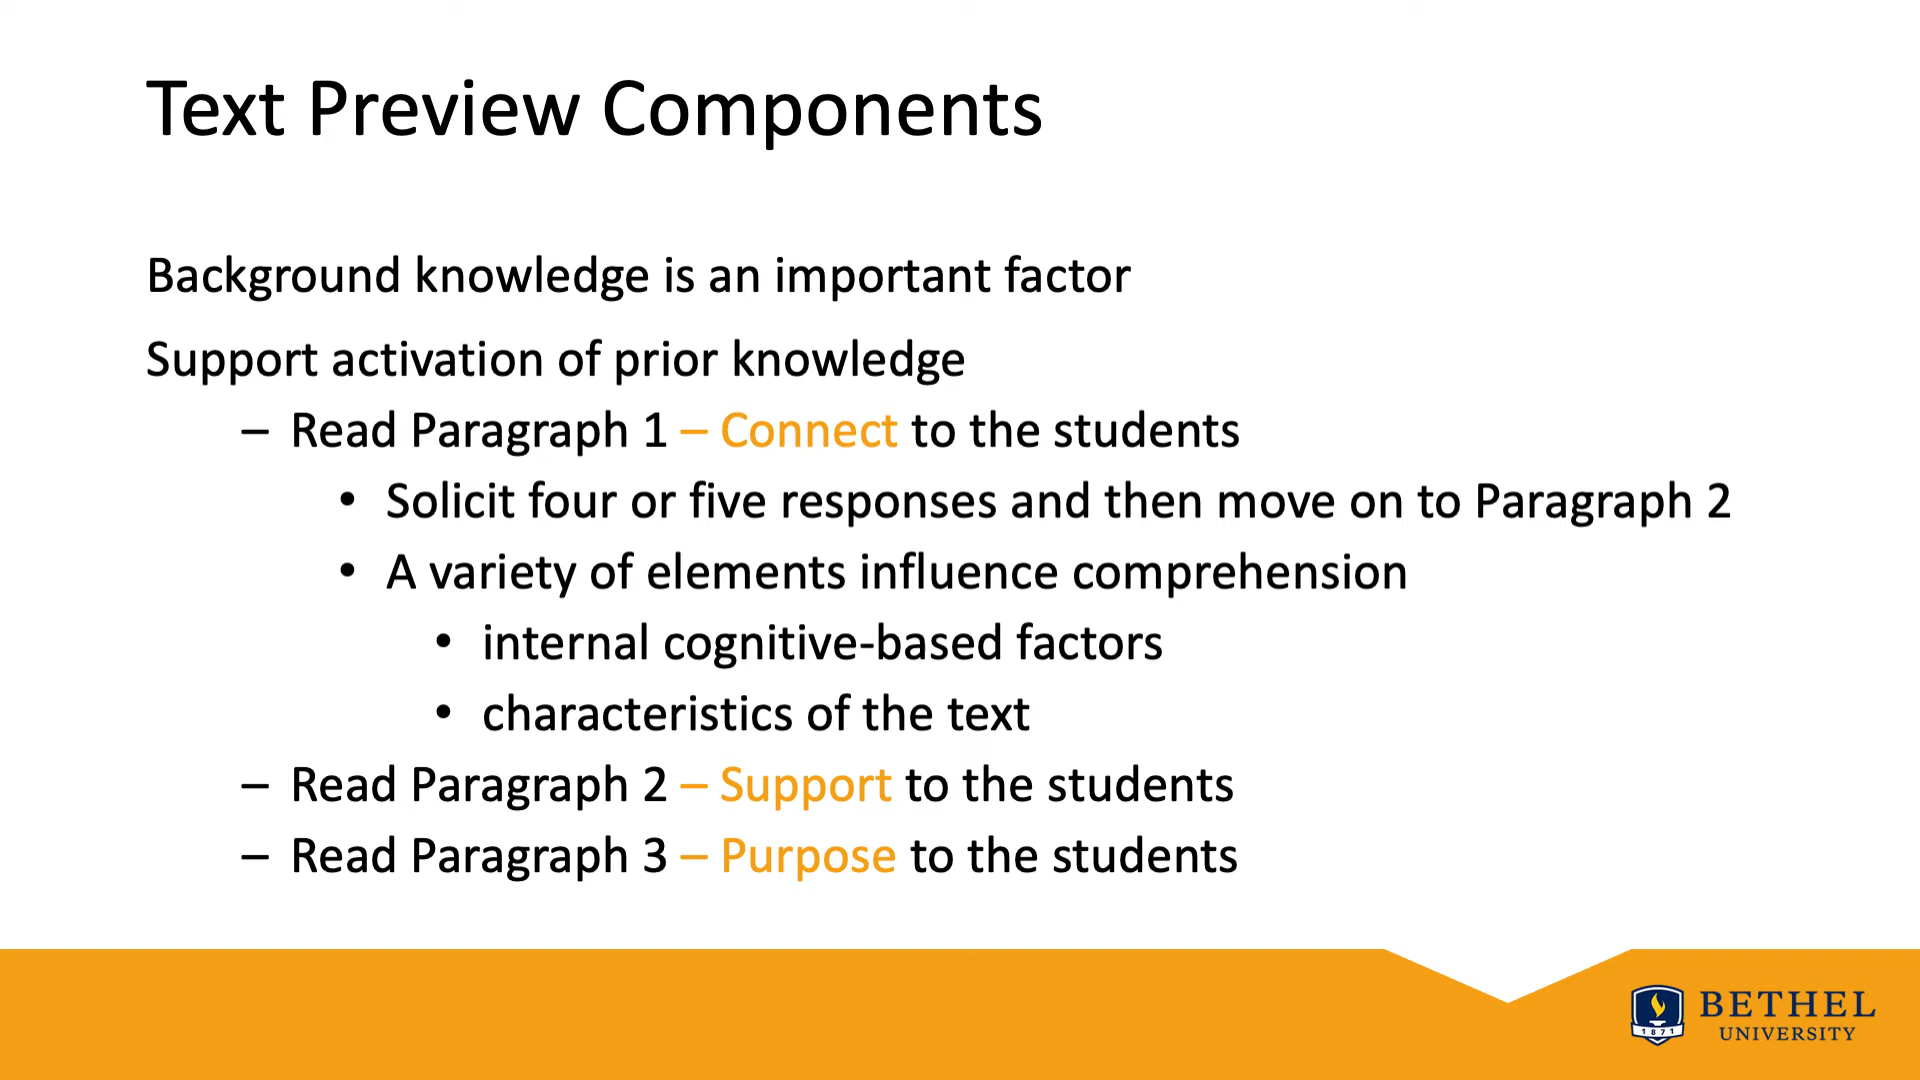 Text Preview Components
Background knowledge is an important factor
Support activation of prior knowledge
– Read Paragraph 1 – Connect to the students
• Solicit four or five responses and then move on to Paragraph 2
• A variety of elements influence comprehension
• internal cognitive-based factors
• characteristics of the text
– Read Paragraph 2 – Support to the students
– Read Paragraph 3 – Purpose to the students
1871
BETHEL
UNIVERSITY